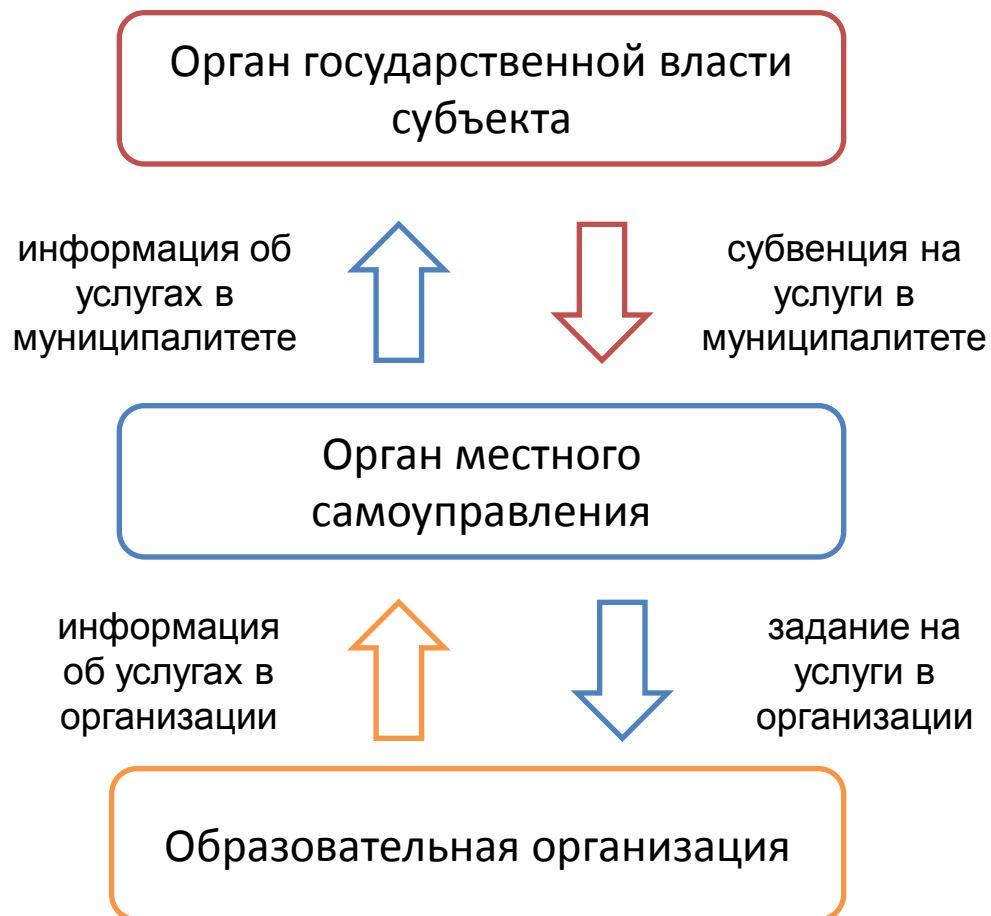 Орган государственной власти
субъекта
информация об
услугах в
муниципалитете
субвенция на
услуги в
муниципалитете
Орган местного
самоуправления
информация
об услугах в
организации
задание на
услуги в
организации
Образовательная организация